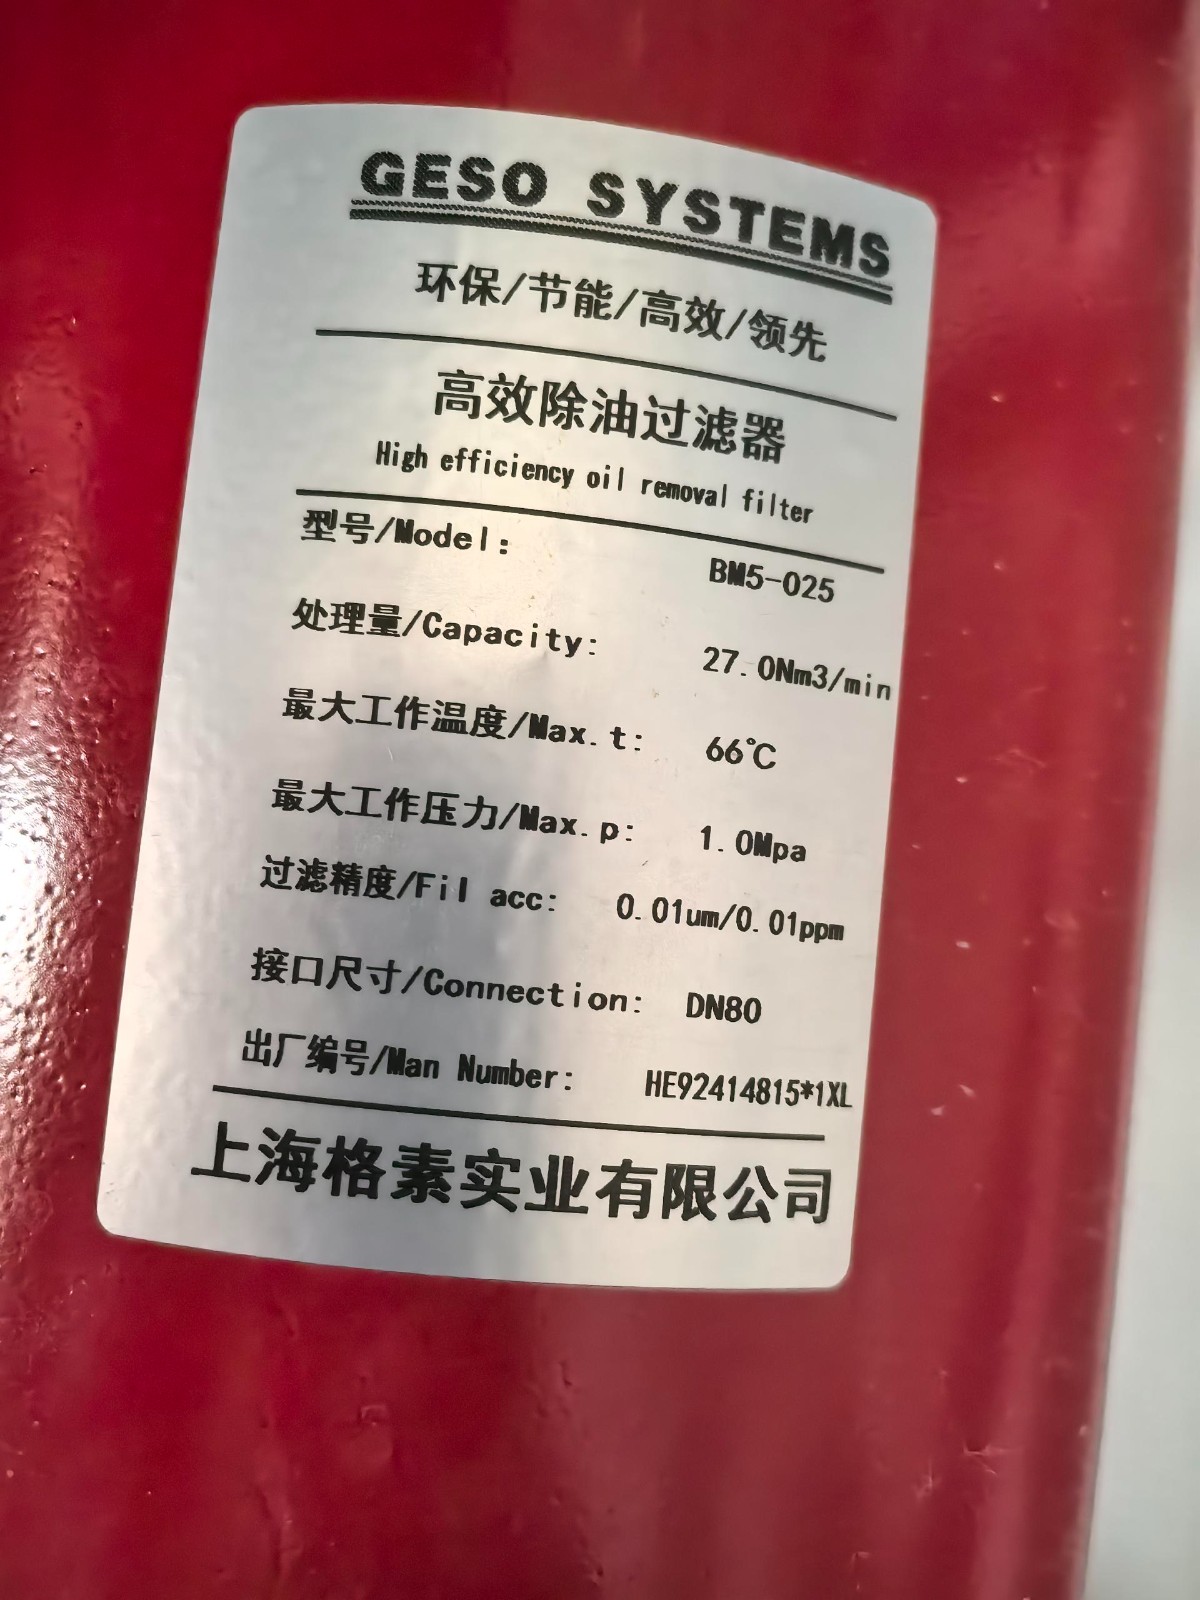 GESO SYSTEMS
环保/节能/高效/领先
高效除油过滤器
High efficiency oil removal filter
型号/Model: BM5-025
处理量/Capacity: 27.0Nm3/min
最大工作温度/Max.t: 66℃
最大工作压力/Max.p: 1.0Mpa
过滤精度/Fil acc: 0.01um/0.01ppm
接口尺寸/Connection: DN80
出厂编号/Man Number: HE92414815*1XL
上海格素实业有限公司